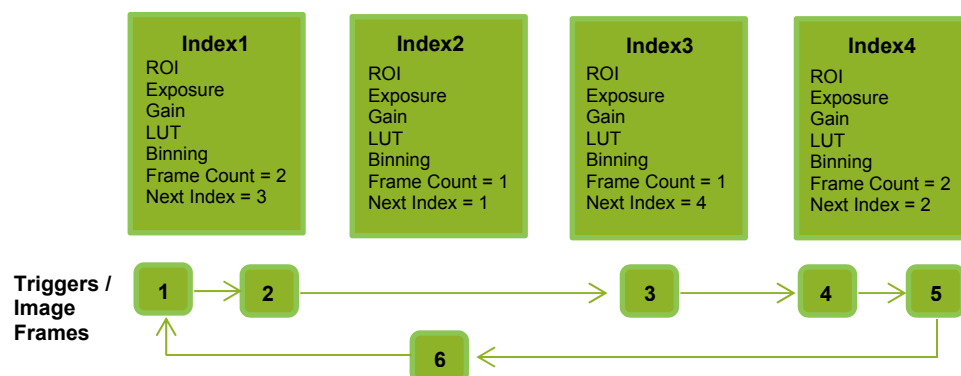 Index1
ROI
Exposure
Gain
LUT
Binning
Frame Count = 2
Next Index = 3
Index2
ROI
Exposure
Gain
LUT
Binning
Frame Count = 1
Next Index = 1
Index3
ROI
Exposure
Gain
LUT
Binning
Frame Count = 1
Next Index = 4
Index4
ROI
Exposure
Gain
LUT
Binning
Frame Count = 2
Next Index = 2
Triggers /
Image
Frames
1
2
3
4
5
6